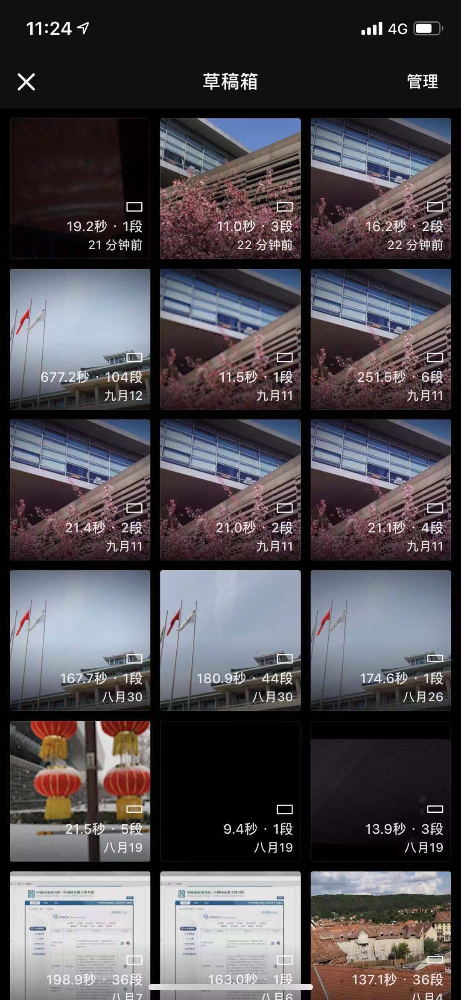 11:24
4G
草稿箱
管理
19.2秒 · 1段
21 分钟前
11.0秒 · 3段
22 分钟前
16.2秒 · 2段
22 分钟前
677.2秒 · 104段
九月12
11.5秒 · 1段
九月11
251.5秒 · 6段
九月11
21.4秒 · 2段
九月11
21.0秒 · 2段
九月11
21.1秒 · 4段
九月11
167.7秒 · 1段
八月30
180.9秒 · 44段
八月30
174.6秒 · 1段
八月26
21.5秒 · 5段
八月19
9.4秒 · 1段
八月19
13.9秒 · 3段
八月19
中国国家图书馆·中国国家数字图书馆
198.9秒 · 36段
八月7
中国国家图书馆·中国国家数字图书馆
163.0秒 · 1段
八月6
137.1秒 · 36段
八月4